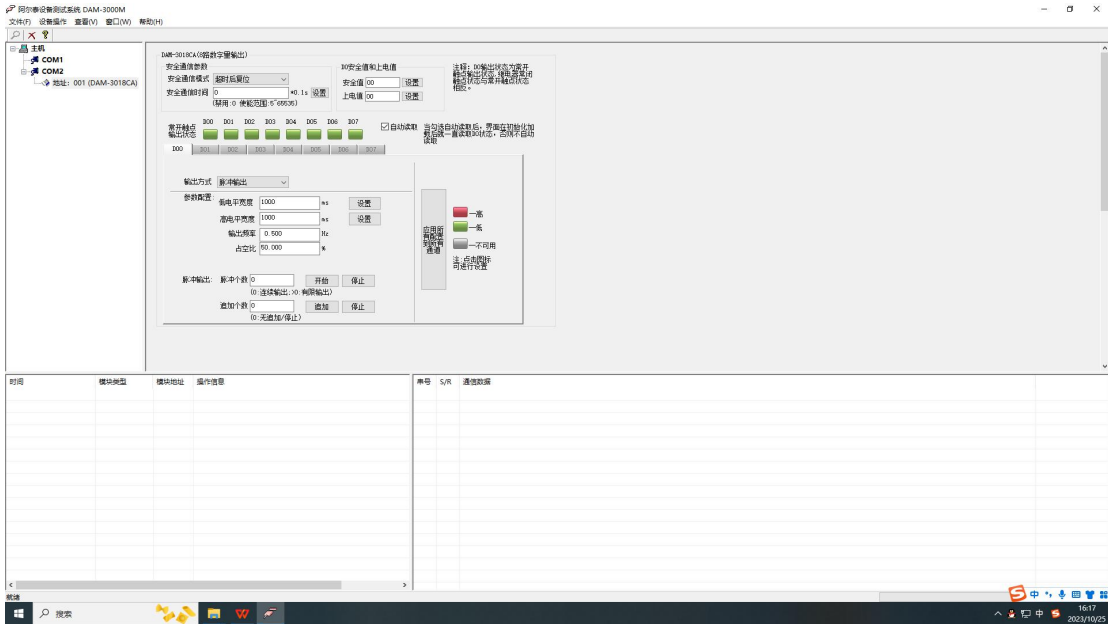 阿尔泰设备测试系统 DAM-3000M
文件(F) 设备操作 查看(V) 窗口(W) 帮助(H)
主机
COM1
COM2
地址: 001 (DAM-3018CA)
DAM-3018CA(8路数字量输出)
安全通信参数
安全通信模式 超时后复位
安全通信时间 0 *0.1s 设置
(禁用:0 使能范围:5~65535)
DO安全值和上电值
安全值 00 设置
上电值 00 设置
注释: DO输出状态为常开
触点输出状态,继电器常闭
触点状态与常开触点状态
相反。
常开触点
输出状态
DO0 DO1 DO2 DO3 DO4 DO5 DO6 DO7
自动读取
当勾选自动读取后，界面在初始化加
载后就一直读取DO状态，否则不自动
读取
DO0 DO1 DO2 DO3 DO4 DO5 DO6 DO7
输出方式 脉冲输出
参数配置:
低电平宽度 1000 ms 设置
高电平宽度 1000 ms 设置
输出频率 0.500 Hz
占空比 50.000 %
脉冲输出: 脉冲个数 0 开始 停止
(0:连续输出;>0:有限输出)
追加个数 0 追加 停止
(0:无追加/停止)
应用所
有配置
到所有
通道
—高
—低
—不可用
注:点击图标
可进行设置
时间 模块类型 模块地址 操作信息
串号 S/R 通信数据
就绪
搜索
中
中
16:17
2023/10/25